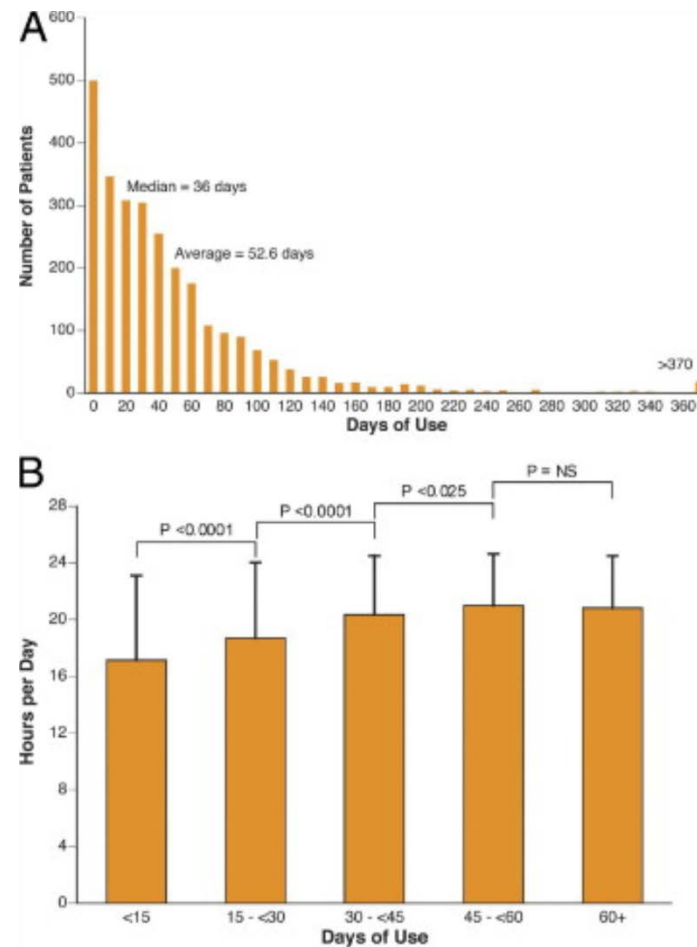 A
600
500
400
300
200
100
0
Number of Patients
Median = 36 days
Average = 52.6 days
>370
0 20 40 60 80 100 120 140 160 180 200 220 240 260 280 300 320 340 360
Days of Use
B
P = NS
P <0.025
P <0.0001
P <0.0001
28
24
20
16
12
8
4
0
Hours per Day
<15 15 - <30 30 - <45 45 - <60 60+
Days of Use